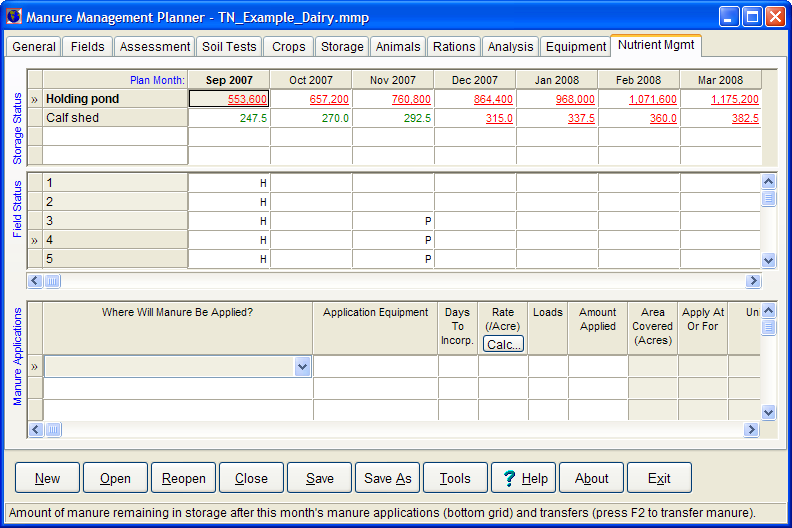 Manure Management Planner - TN_Example_Dairy.mmp
General Fields Assessment Soil Tests Crops Storage Animals Rations Analysis Equipment Nutrient Mgmt
Storage Status
Plan Month: Sep 2007 Oct 2007 Nov 2007 Dec 2007 Jan 2008 Feb 2008 Mar 2008
» Holding pond 553,600 657,200 760,800 864,400 968,000 1,071,600 1,175,200
Calf shed 247.5 270.0 292.5 315.0 337.5 360.0 382.5
Field Status
1 H
2 H
3 H P
» 4 H P
5 H P
Manure Applications
Where Will Manure Be Applied? Application Equipment Days To Incorp. Rate (/Acre) Calc... Loads Amount Applied Area Covered (Acres) Apply At Or For Un
»
New Open Reopen Close Save Save As Tools ? Help About Exit
Amount of manure remaining in storage after this month's manure applications (bottom grid) and transfers (press F2 to transfer manure).